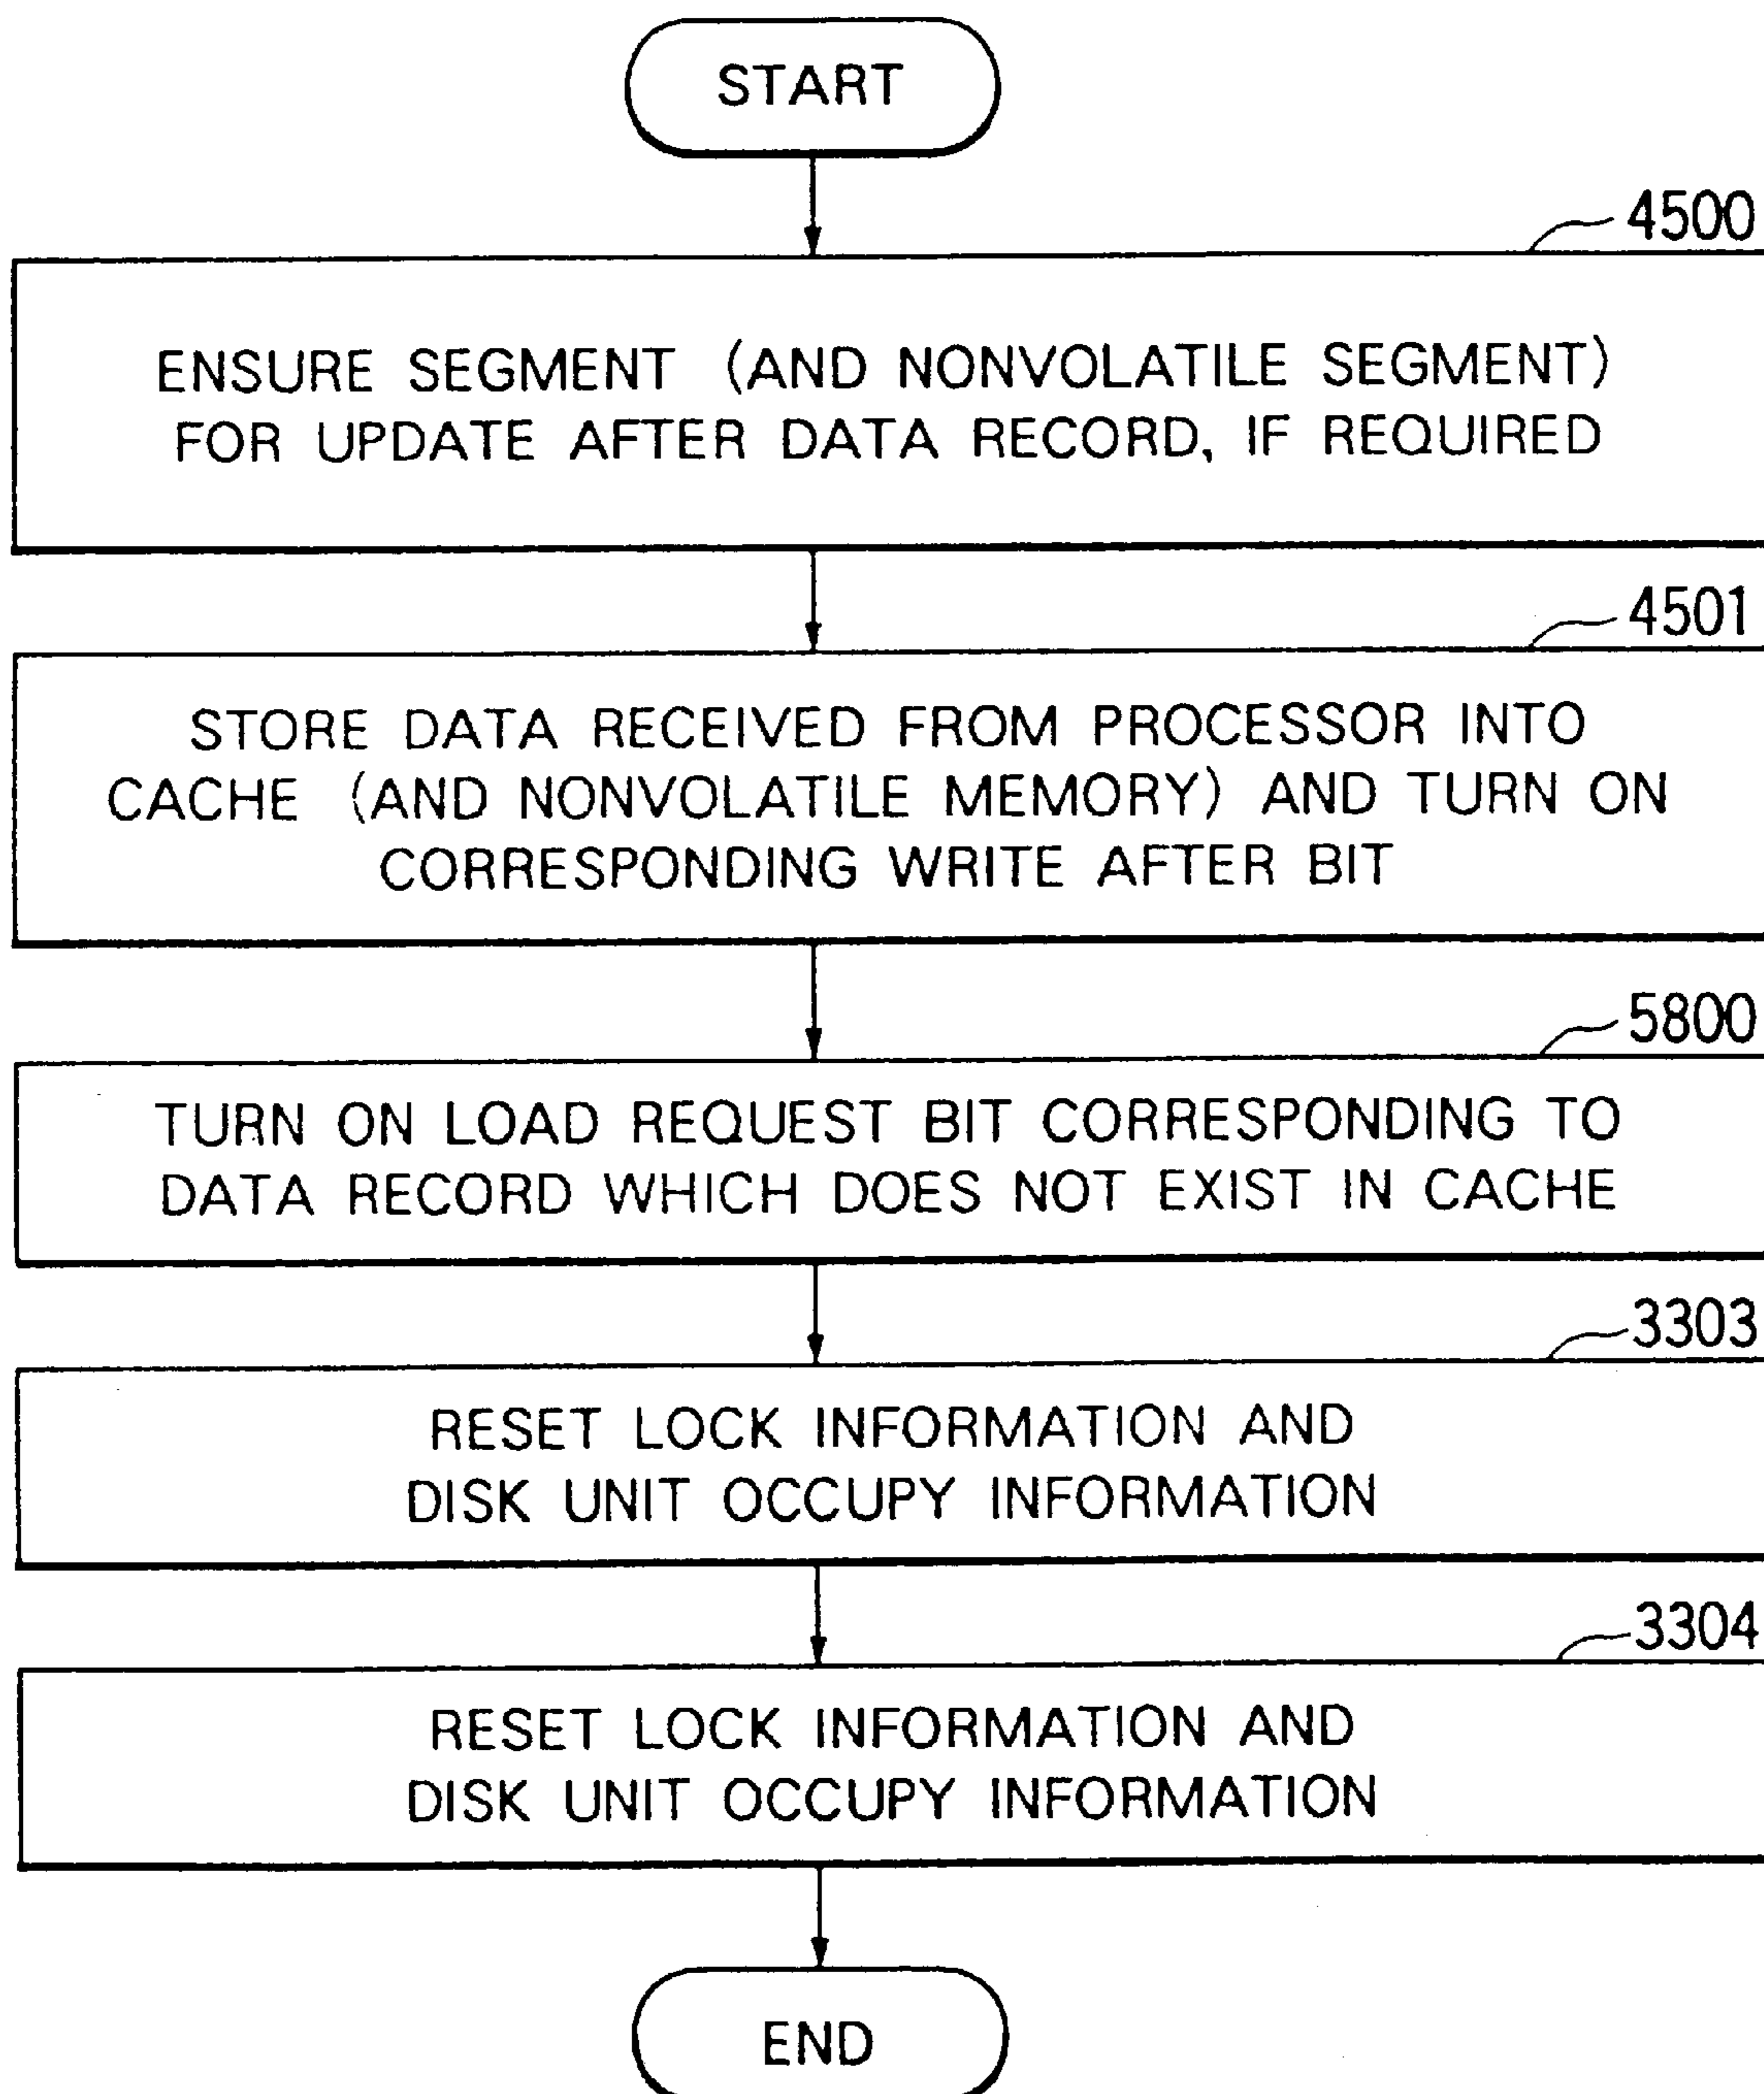 START
4500
ENSURE SEGMENT (AND NONVOLATILE SEGMENT)
FOR UPDATE AFTER DATA RECORD, IF REQUIRED
4501
STORE DATA RECEIVED FROM PROCESSOR INTO
CACHE (AND NONVOLATILE MEMORY) AND TURN ON
CORRESPONDING WRITE AFTER BIT
5800
TURN ON LOAD REQUEST BIT CORRESPONDING TO
DATA RECORD WHICH DOES NOT EXIST IN CACHE
3303
RESET LOCK INFORMATION AND
DISK UNIT OCCUPY INFORMATION
3304
RESET LOCK INFORMATION AND
DISK UNIT OCCUPY INFORMATION
END